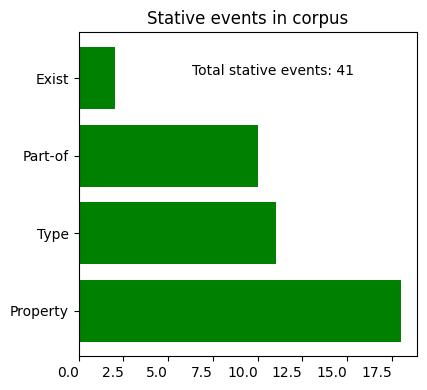 Stative events in corpus
Total stative events: 41
Exist
Part-of
Type
Property
0.0 2.5 5.0 7.5 10.0 12.5 15.0 17.5